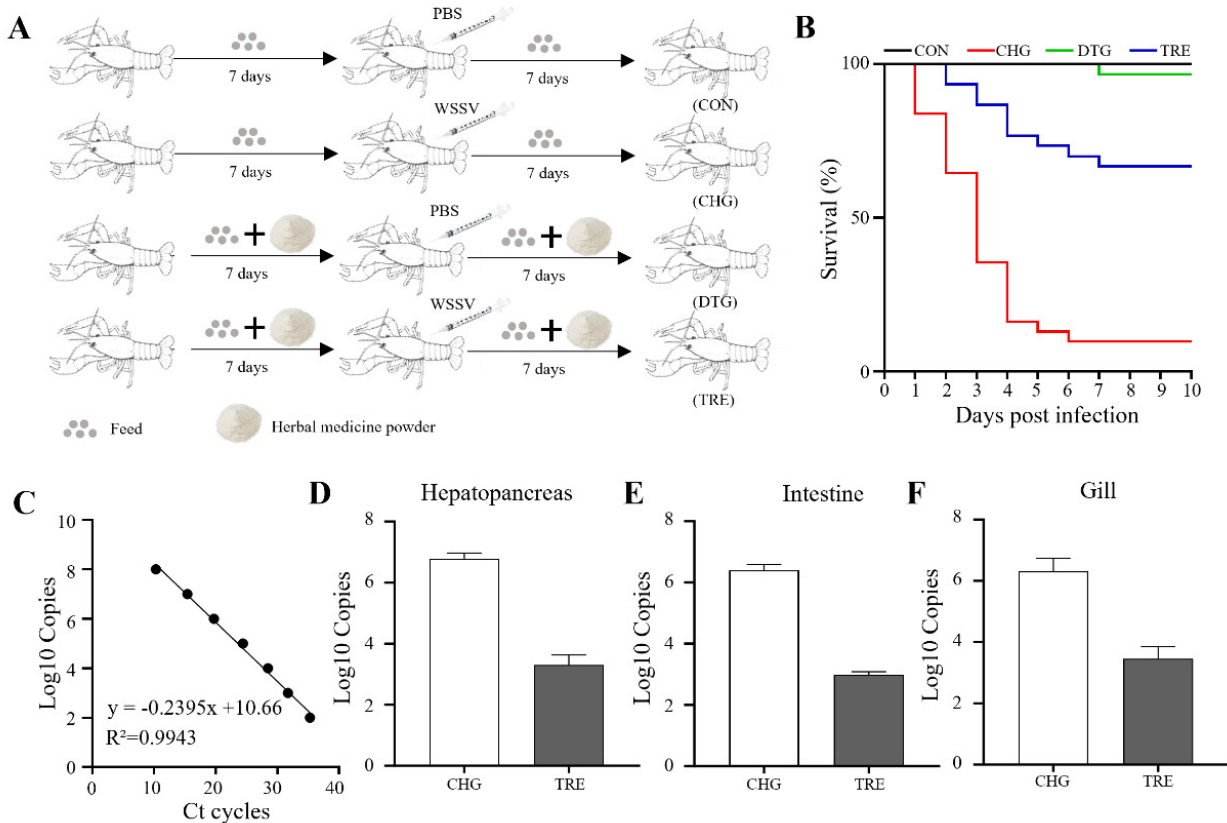 A
PBS
7 days
7 days
(CON)
WSSV
7 days
7 days
(CHG)
PBS
+
+
7 days
7 days
(DTG)
WSSV
+
+
7 days
7 days
(TRE)
Feed
Herbal medicine powder
B
CON CHG DTG TRE
100
50
0
Survival (%)
0 1 2 3 4 5 6 7 8 9 10
Days post infection
C
10
8
6
4
2
0
Log10 Copies
y = -0.2395x +10.66
R²=0.9943
0 10 20 30 40
Ct cycles
D
Hepatopancreas
8
6
4
2
0
Log10 Copies
CHG TRE
E
Intestine
8
6
4
2
0
Log10 Copies
CHG TRE
F
Gill
8
6
4
2
0
Log10 Copies
CHG TRE